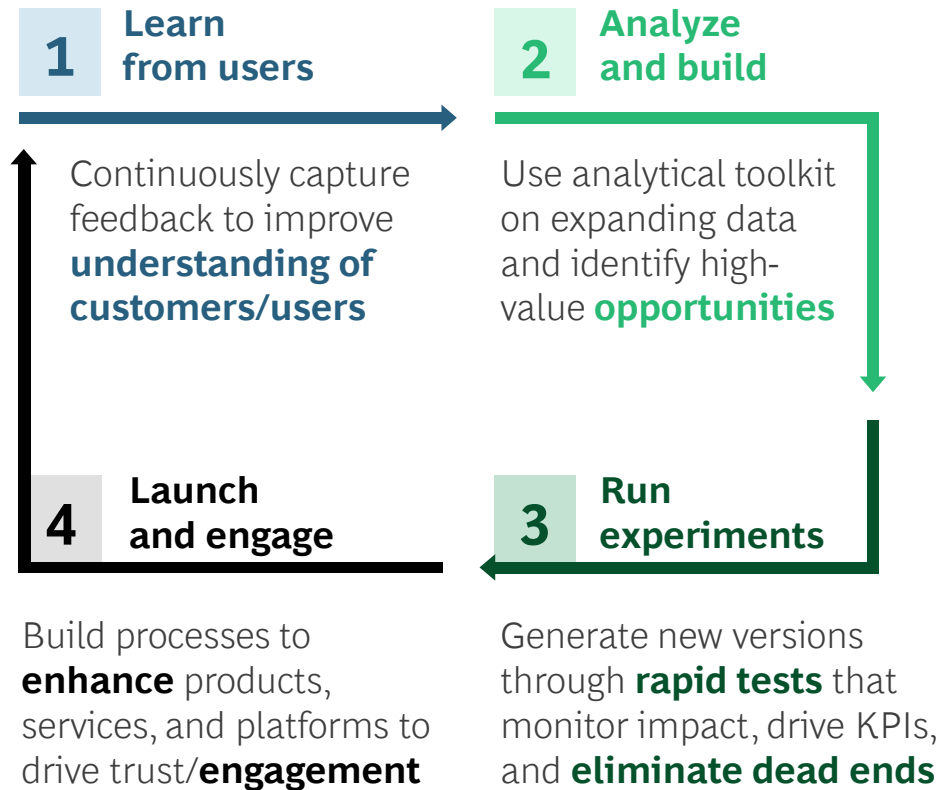 1
Learn
from users
Continuously capture
feedback to improve
understanding of
customers/users
2
Analyze
and build
Use analytical toolkit
on expanding data
and identify high-
value opportunities
3
Run
experiments
Generate new versions
through rapid tests that
monitor impact, drive KPIs,
and eliminate dead ends
4
Launch
and engage
Build processes to
enhance products,
services, and platforms to
drive trust/engagement